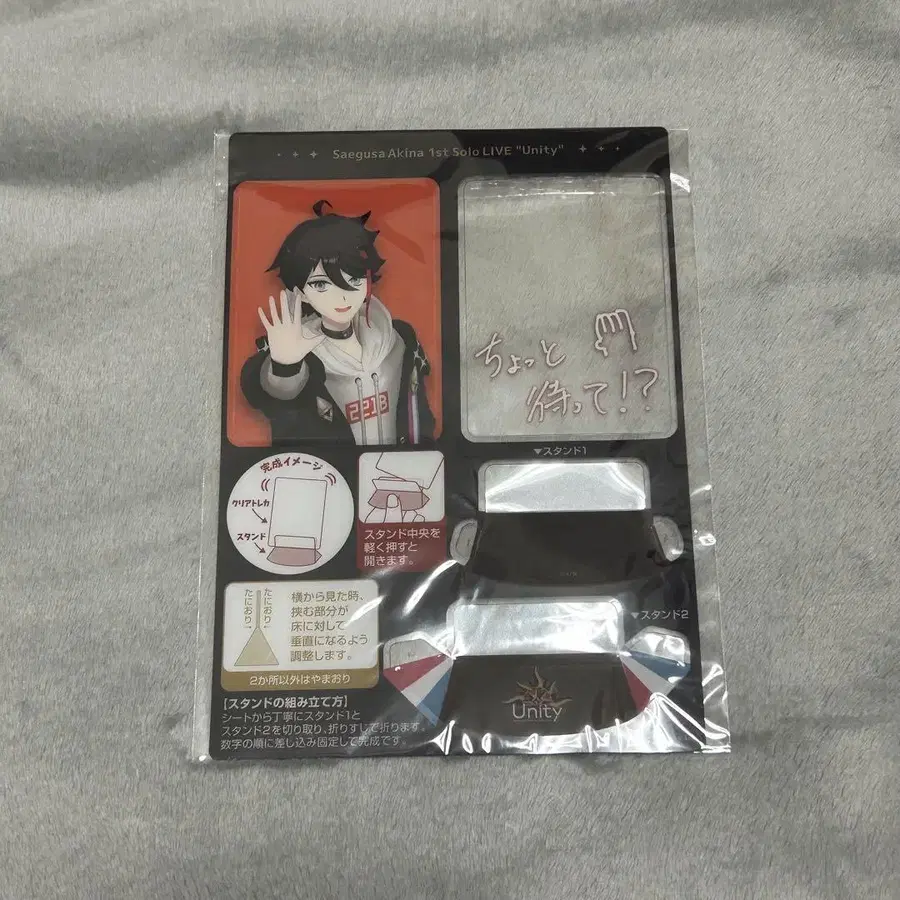 Saegusa Akina 1st Solo LIVE "Unity"
2218
ちょっと
待って!?
▼スタンド1
完成イメージ
クリアトレカ
スタンド
スタンド中央を
軽く押すと
開きます。
たにおり
たにおり
横から見た時、
挟む部分が
床に対して
垂直になるよう
調整します。
2か所以外はやまおり
▼スタンド2
Unity
【スタンドの組み立て方】
シートから丁寧にスタンド1と
スタンド2を切り取り、折りすじで折ります。
数字の順に差し込み固定して完成です。